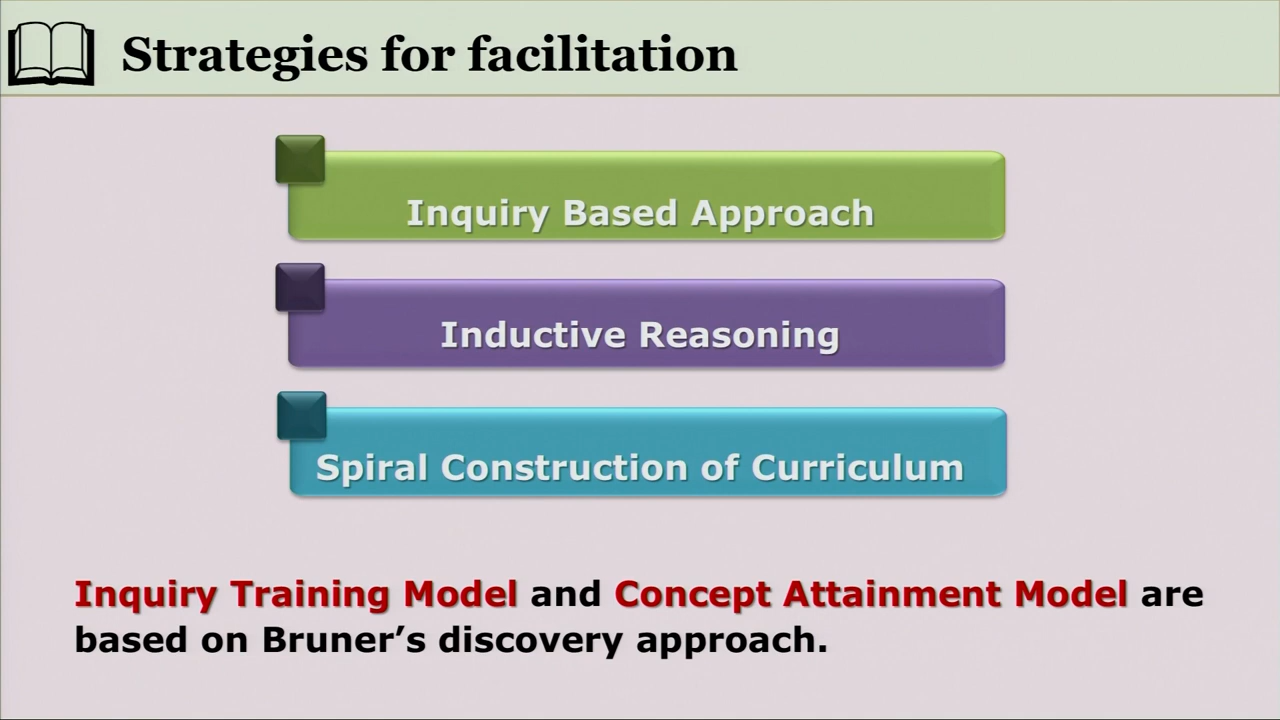 Strategies for facilitation
Inquiry Based Approach
Inductive Reasoning
Spiral Construction of Curriculum
Inquiry Training Model and Concept Attainment Model are
based on Bruner’s discovery approach.